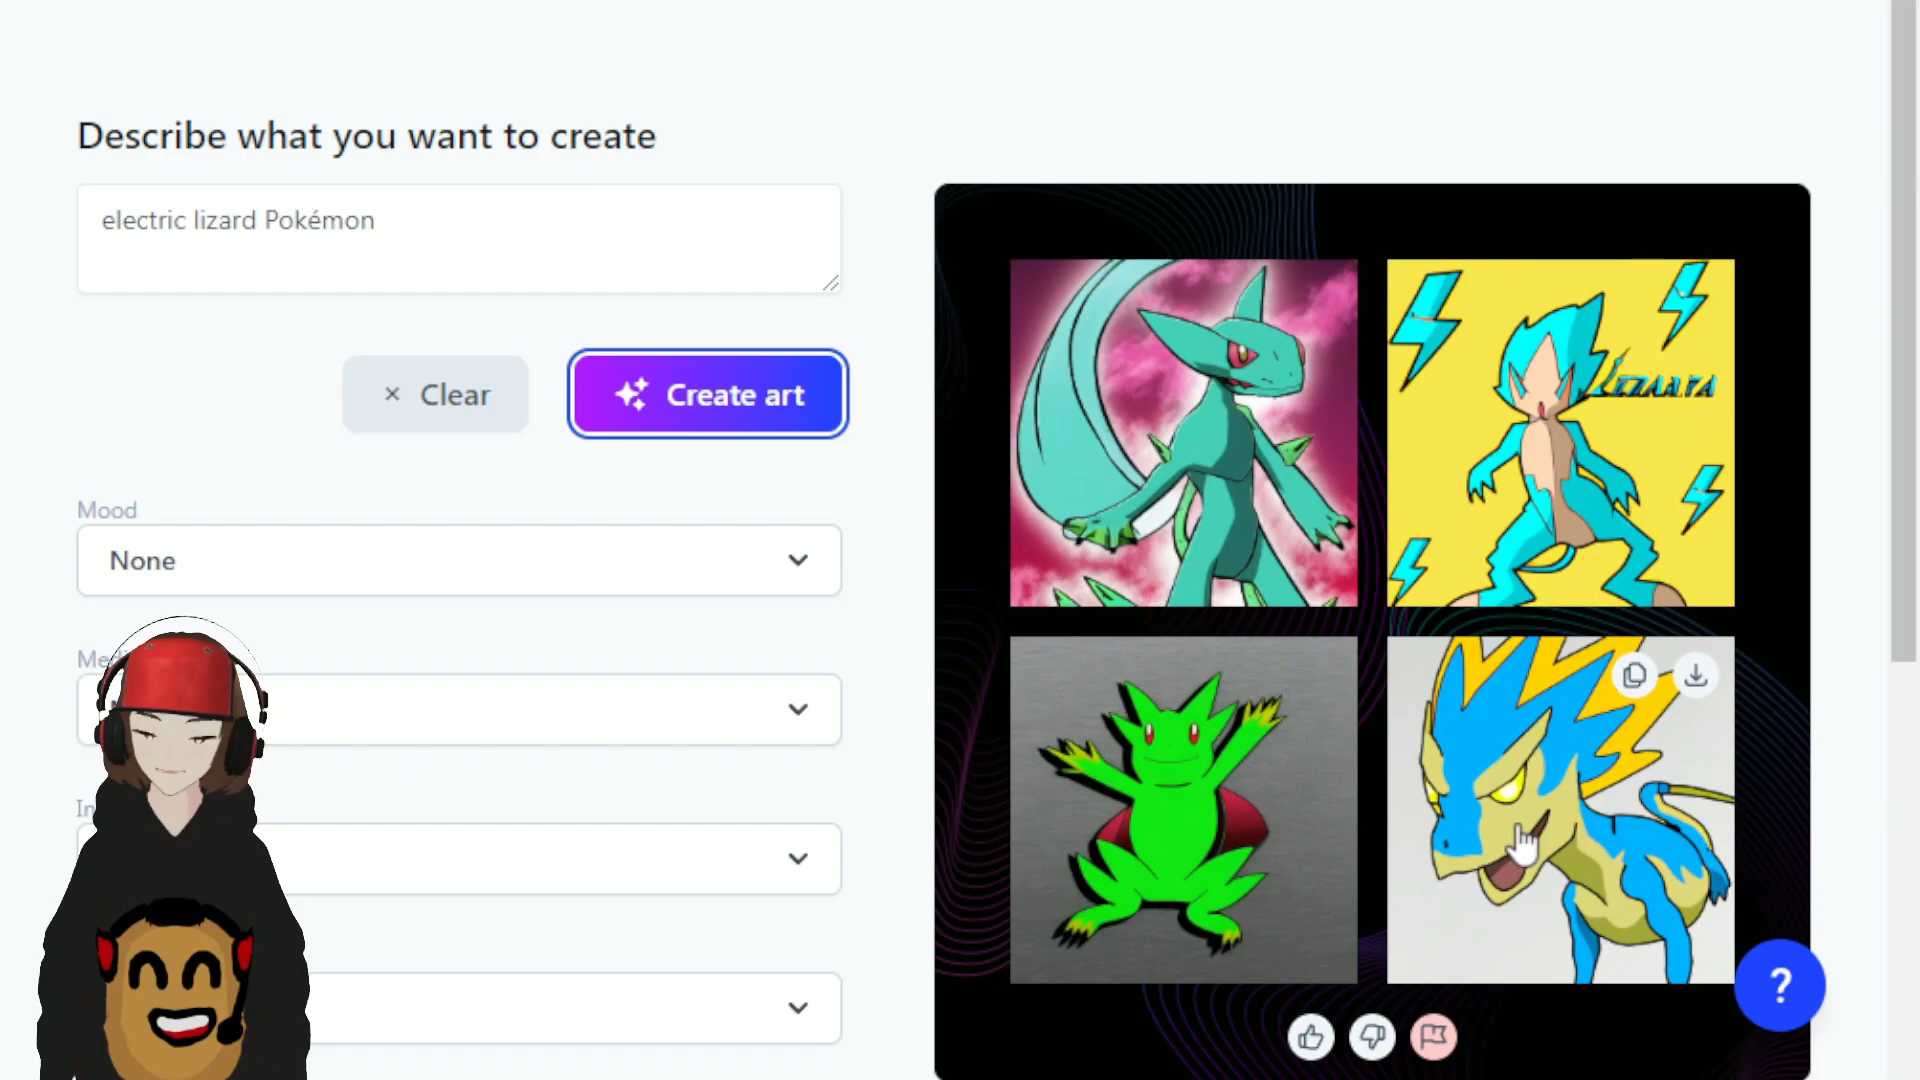 Describe what you want to create
electric lizard Pokémon
× Clear
Create art
Mood
None
?